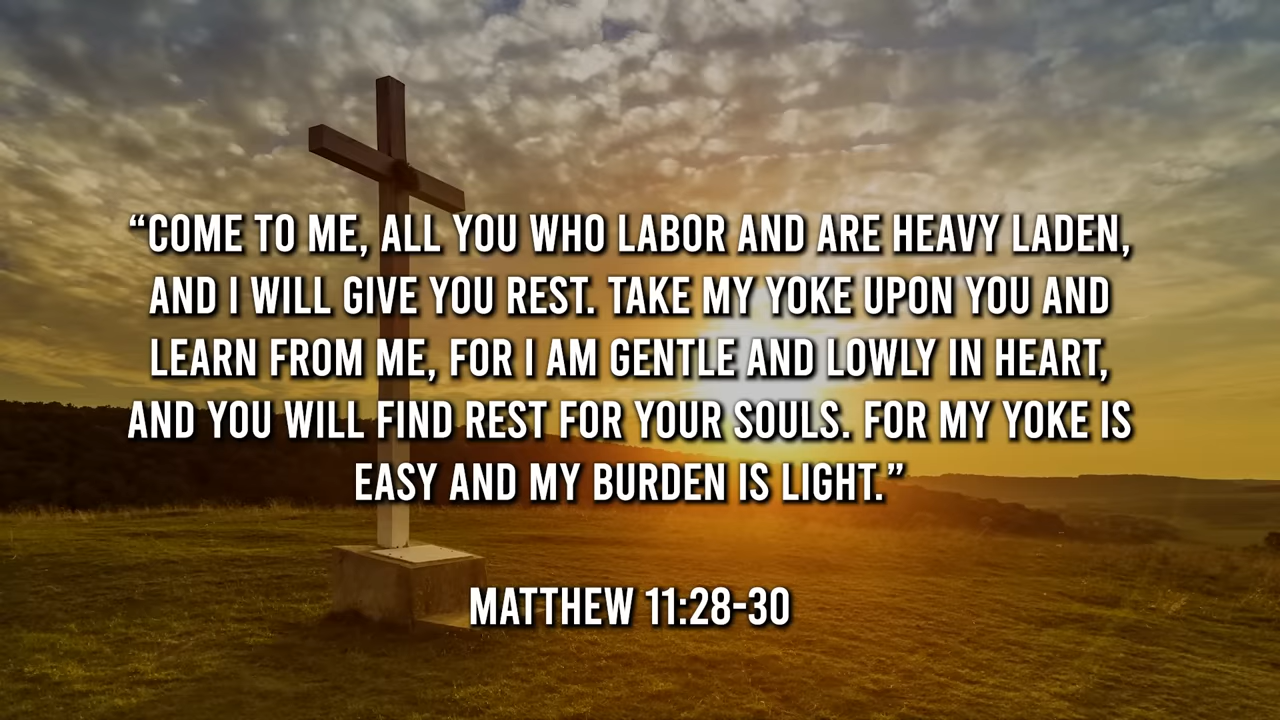 “COME TO ME, ALL YOU WHO LABOR AND ARE HEAVY LADEN,
AND I WILL GIVE YOU REST. TAKE MY YOKE UPON YOU AND
LEARN FROM ME, FOR I AM GENTLE AND LOWLY IN HEART,
AND YOU WILL FIND REST FOR YOUR SOULS. FOR MY YOKE IS
EASY AND MY BURDEN IS LIGHT.”
MATTHEW 11:28-30